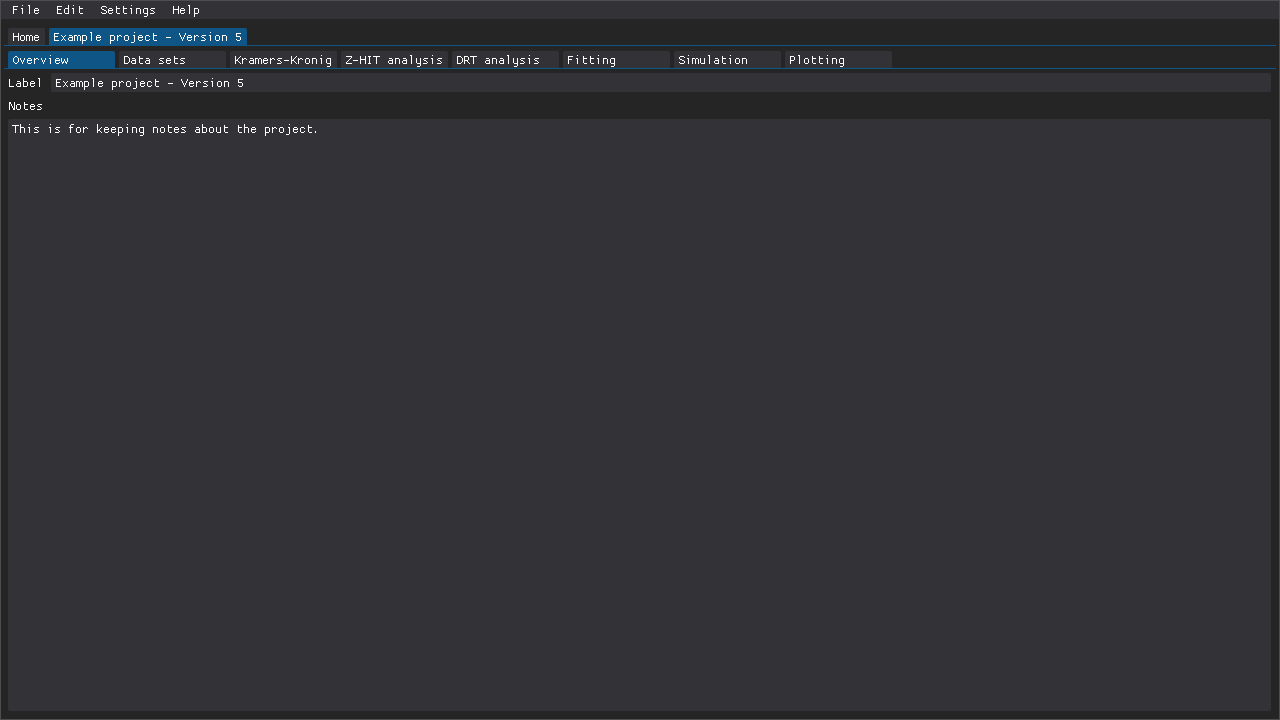 File Edit Settings Help
Home Example project - Version 5
Overview Data sets Kramers-Kronig Z-HIT analysis DRT analysis Fitting Simulation Plotting
Label Example project - Version 5
Notes
This is for keeping notes about the project.